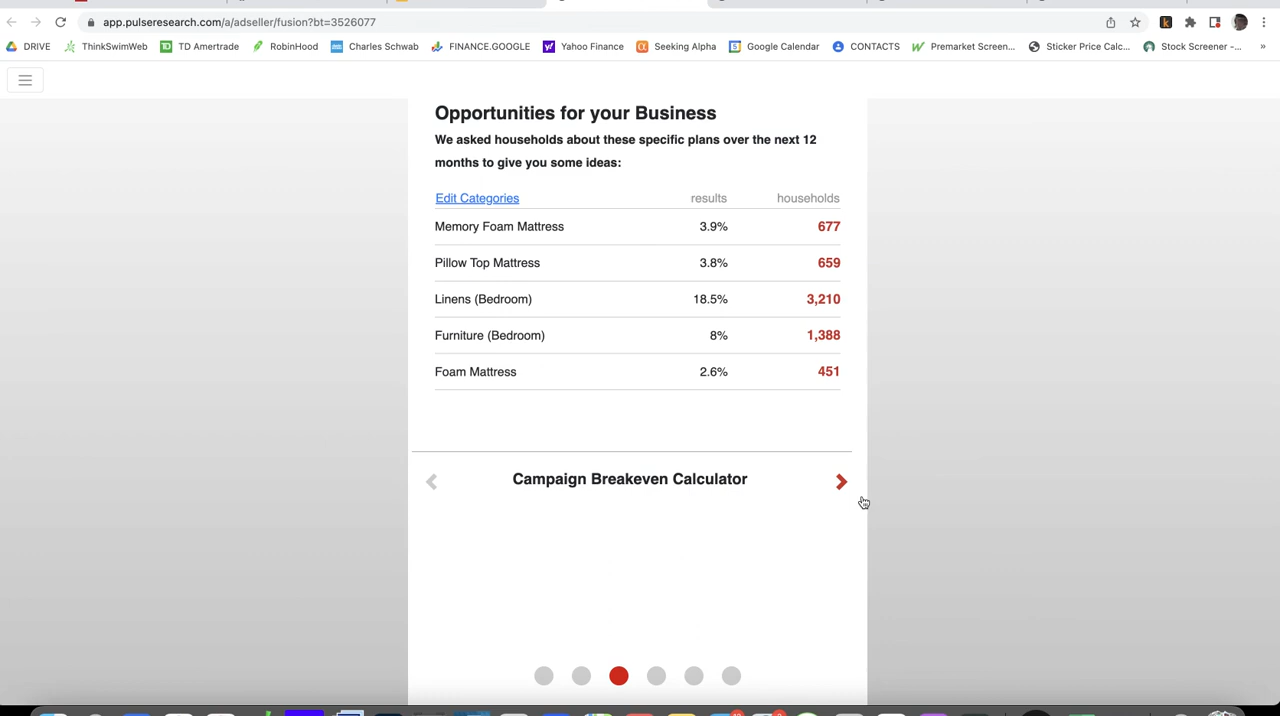 app.pulseresearch.com/a/adseller/fusion?bt=3526077
DRIVE ThinkSwimWeb TD Amertrade RobinHood Charles Schwab FINANCE.GOOGLE Yahoo Finance Seeking Alpha Google Calendar CONTACTS Premarket Screen... Sticker Price Calc... Stock Screener -... »
Opportunities for your Business
We asked households about these specific plans over the next 12
months to give you some ideas:
Edit Categories results households
Memory Foam Mattress 3.9% 677
Pillow Top Mattress 3.8% 659
Linens (Bedroom) 18.5% 3,210
Furniture (Bedroom) 8% 1,388
Foam Mattress 2.6% 451
Campaign Breakeven Calculator